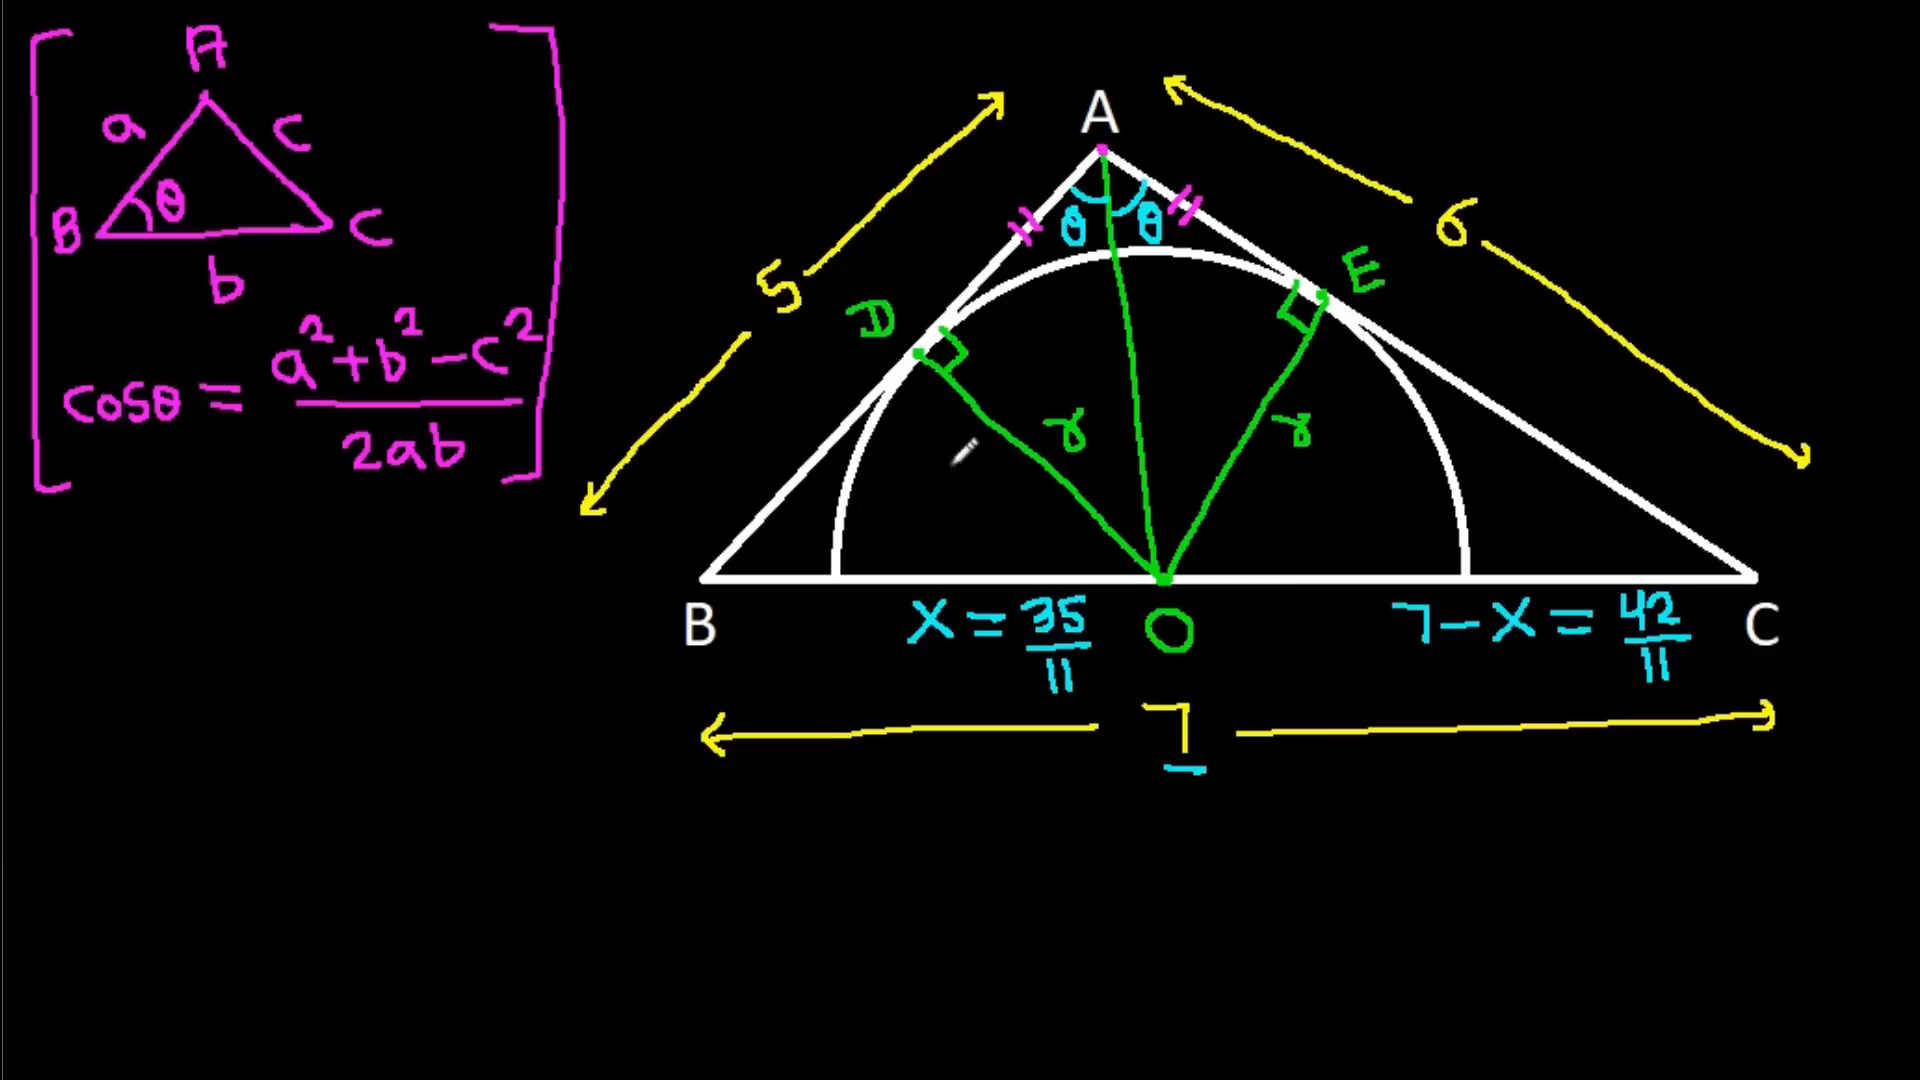 A
a
c
B
θ
C
b
cosθ = a²+b²-c²
2ab
A
5
6
θ
θ
D
E
r
r
B
x = 35/11
O
7-x = 42/11
C
7